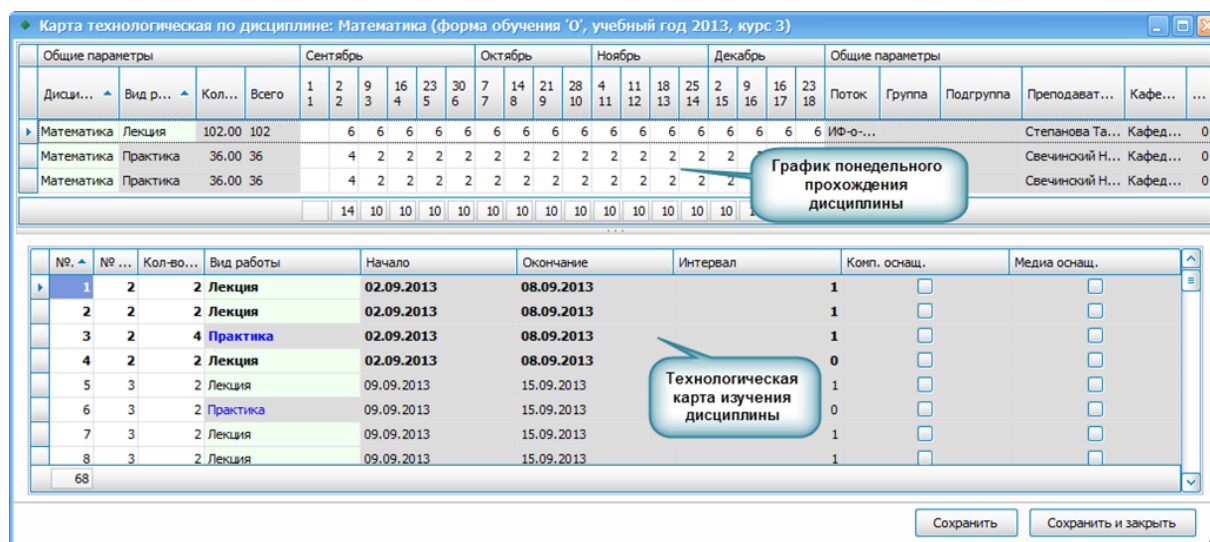 Карта технологическая по дисциплине: Математика (форма обучения 'О', учебный год 2013, курс 3)
Общие параметры Сентябрь Октябрь Ноябрь Декабрь Общие параметры
Дисци... Вид р... Кол... Всего 1 2 9 16 23 30 7 14 21 28 4 11 18 25 2 9 16 23 Поток Группа Подгруппа Преподават... Кафе... ...
1 2 3 4 5 6 7 8 9 10 11 12 13 14 15 16 17 18
Математика Лекция 102.00 102 6 6 6 6 6 6 6 6 6 6 6 6 6 6 6 6 6 ИФ-о-... Степанова Та... Кафед... 0
Математика Практика 36.00 36 4 2 2 2 2 2 2 2 2 2 2 2 2 2 Свечинский Н... Кафед...
Математика Практика 36.00 36 4 2 2 2 2 2 2 2 2 2 2 2 2 2 Свечинский Н... Кафед... 0
14 10 10 10 10 10 10 10 10 10 10 10 10 10
График понедельного
прохождения
дисциплины
№. № ... Кол-во... Вид работы Начало Окончание Интервал Комп. оснащ. Медиа оснащ.
1 2 2 Лекция 02.09.2013 08.09.2013 1
2 2 2 Лекция 02.09.2013 08.09.2013 1
3 2 4 Практика 02.09.2013 08.09.2013 1
4 2 2 Лекция 02.09.2013 08.09.2013 0
5 3 2 Лекция 09.09.2013 15.09.2013 1
6 3 2 Практика 09.09.2013 15.09.2013 0
7 3 2 Лекция 09.09.2013 15.09.2013 1
8 3 2 Лекция 09.09.2013 15.09.2013 1
Технологическая
карта изучения
дисциплины
68
Сохранить Сохранить и закрыть